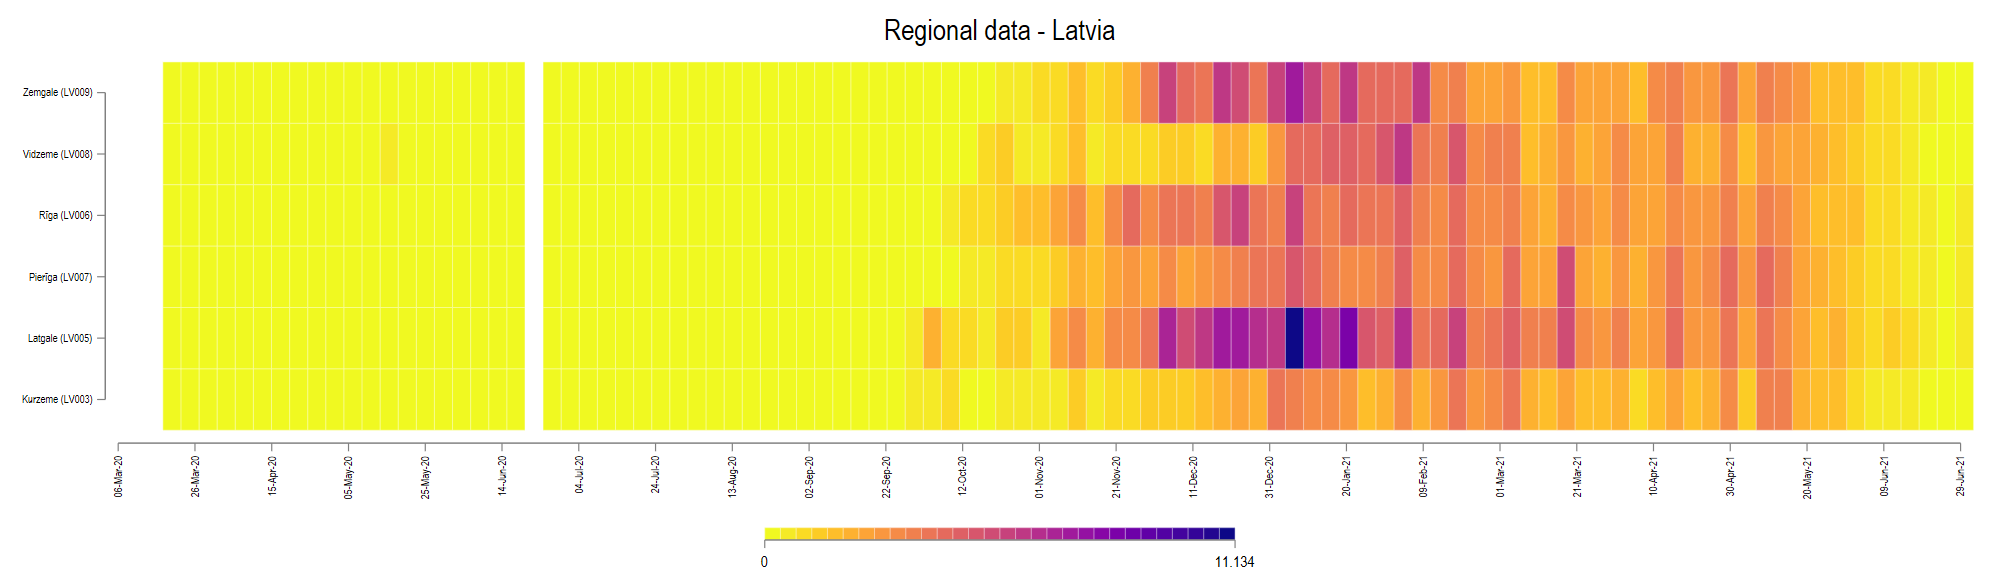 Regional data - Latvia
Zemgale (LV009)
Vidzeme (LV008)
Rīga (LV006)
Pierīga (LV007)
Latgale (LV005)
Kurzeme (LV003)
06-Mar-20
26-Mar-20
15-Apr-20
05-May-20
25-May-20
14-Jun-20
04-Jul-20
24-Jul-20
13-Aug-20
02-Sep-20
22-Sep-20
12-Oct-20
01-Nov-20
21-Nov-20
11-Dec-20
31-Dec-20
20-Jan-21
09-Feb-21
01-Mar-21
21-Mar-21
10-Apr-21
30-Apr-21
20-May-21
09-Jun-21
29-Jun-21
0
11.134